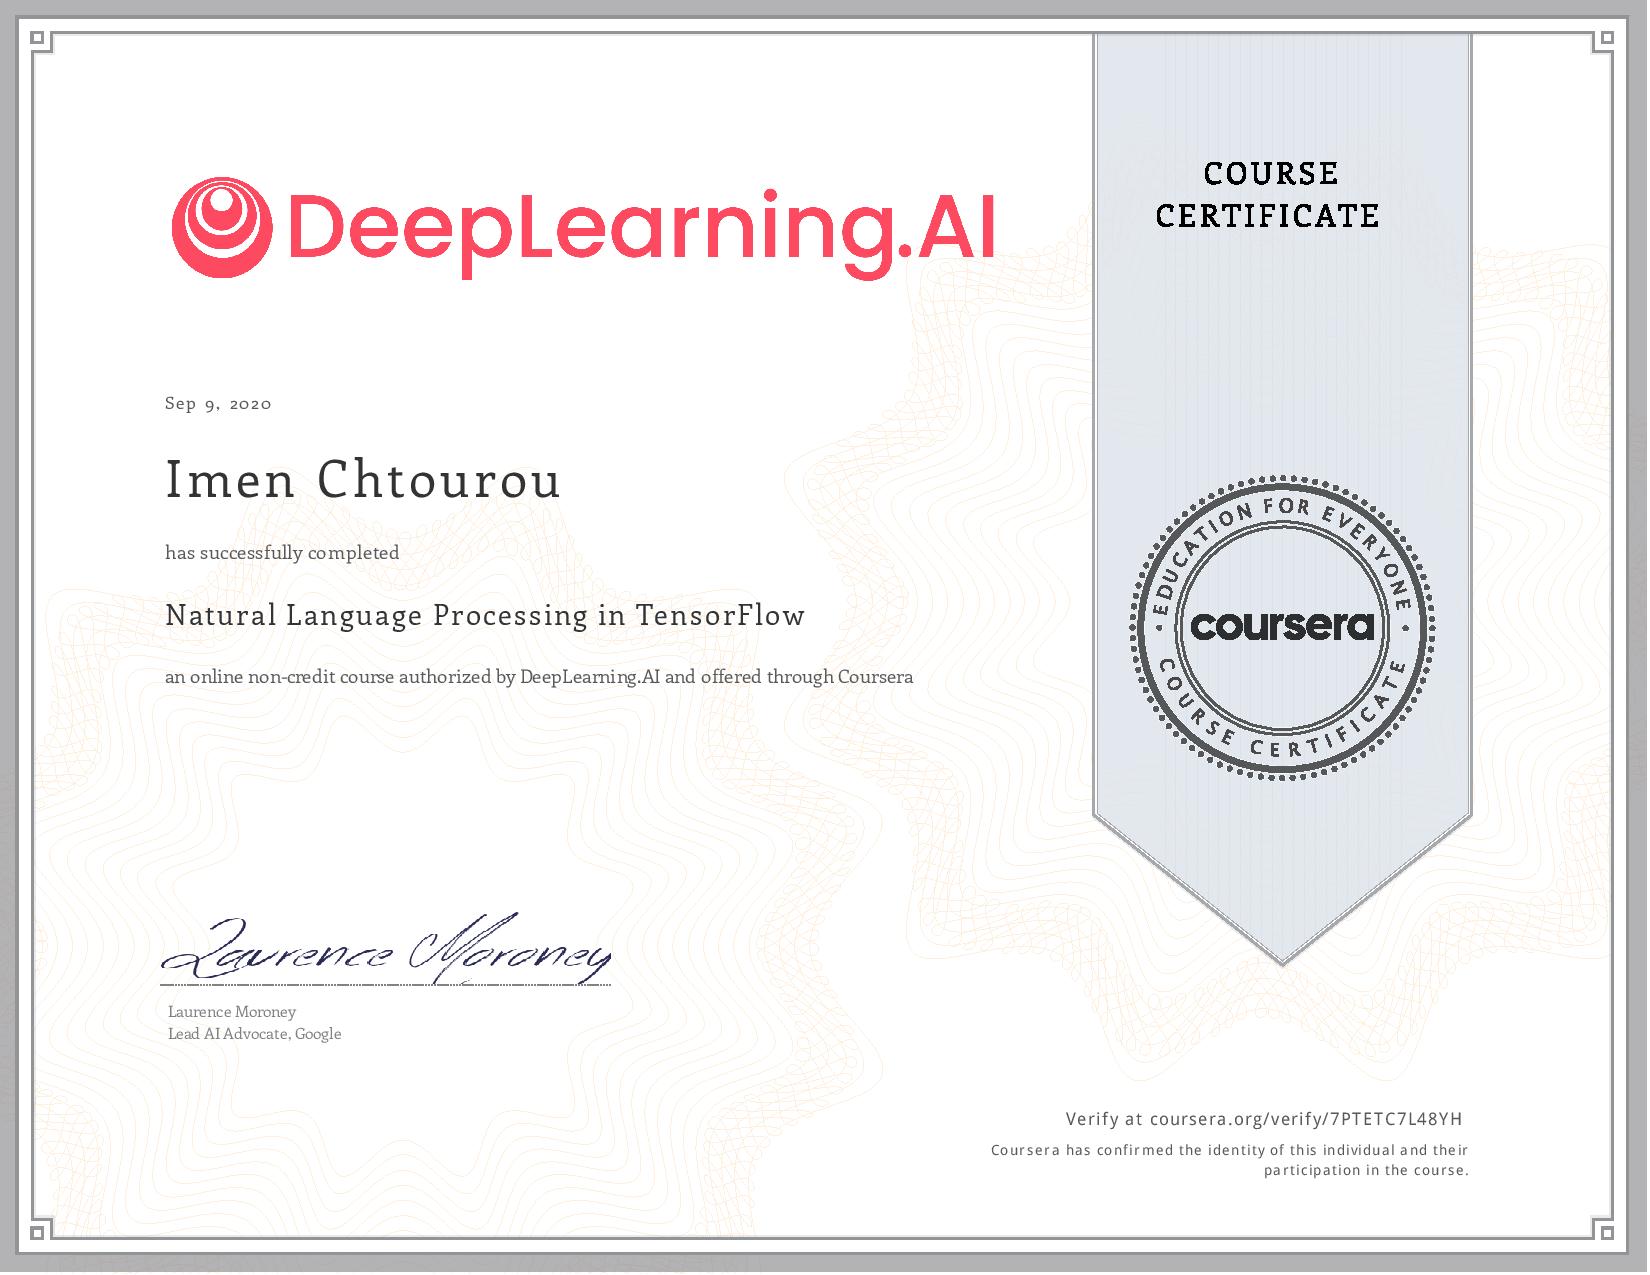 DeepLearning.AI
COURSE
CERTIFICATE
Sep 9, 2020
Imen Chtourou
has successfully completed
Natural Language Processing in TensorFlow
an online non-credit course authorized by DeepLearning.AI and offered through Coursera
EDUCATION FOR EVERYONE
coursera
COURSE CERTIFICATE
Laurence Moroney
Laurence Moroney
Lead AI Advocate, Google
Verify at coursera.org/verify/7PTETC7L48YH
Coursera has confirmed the identity of this individual and their
participation in the course.